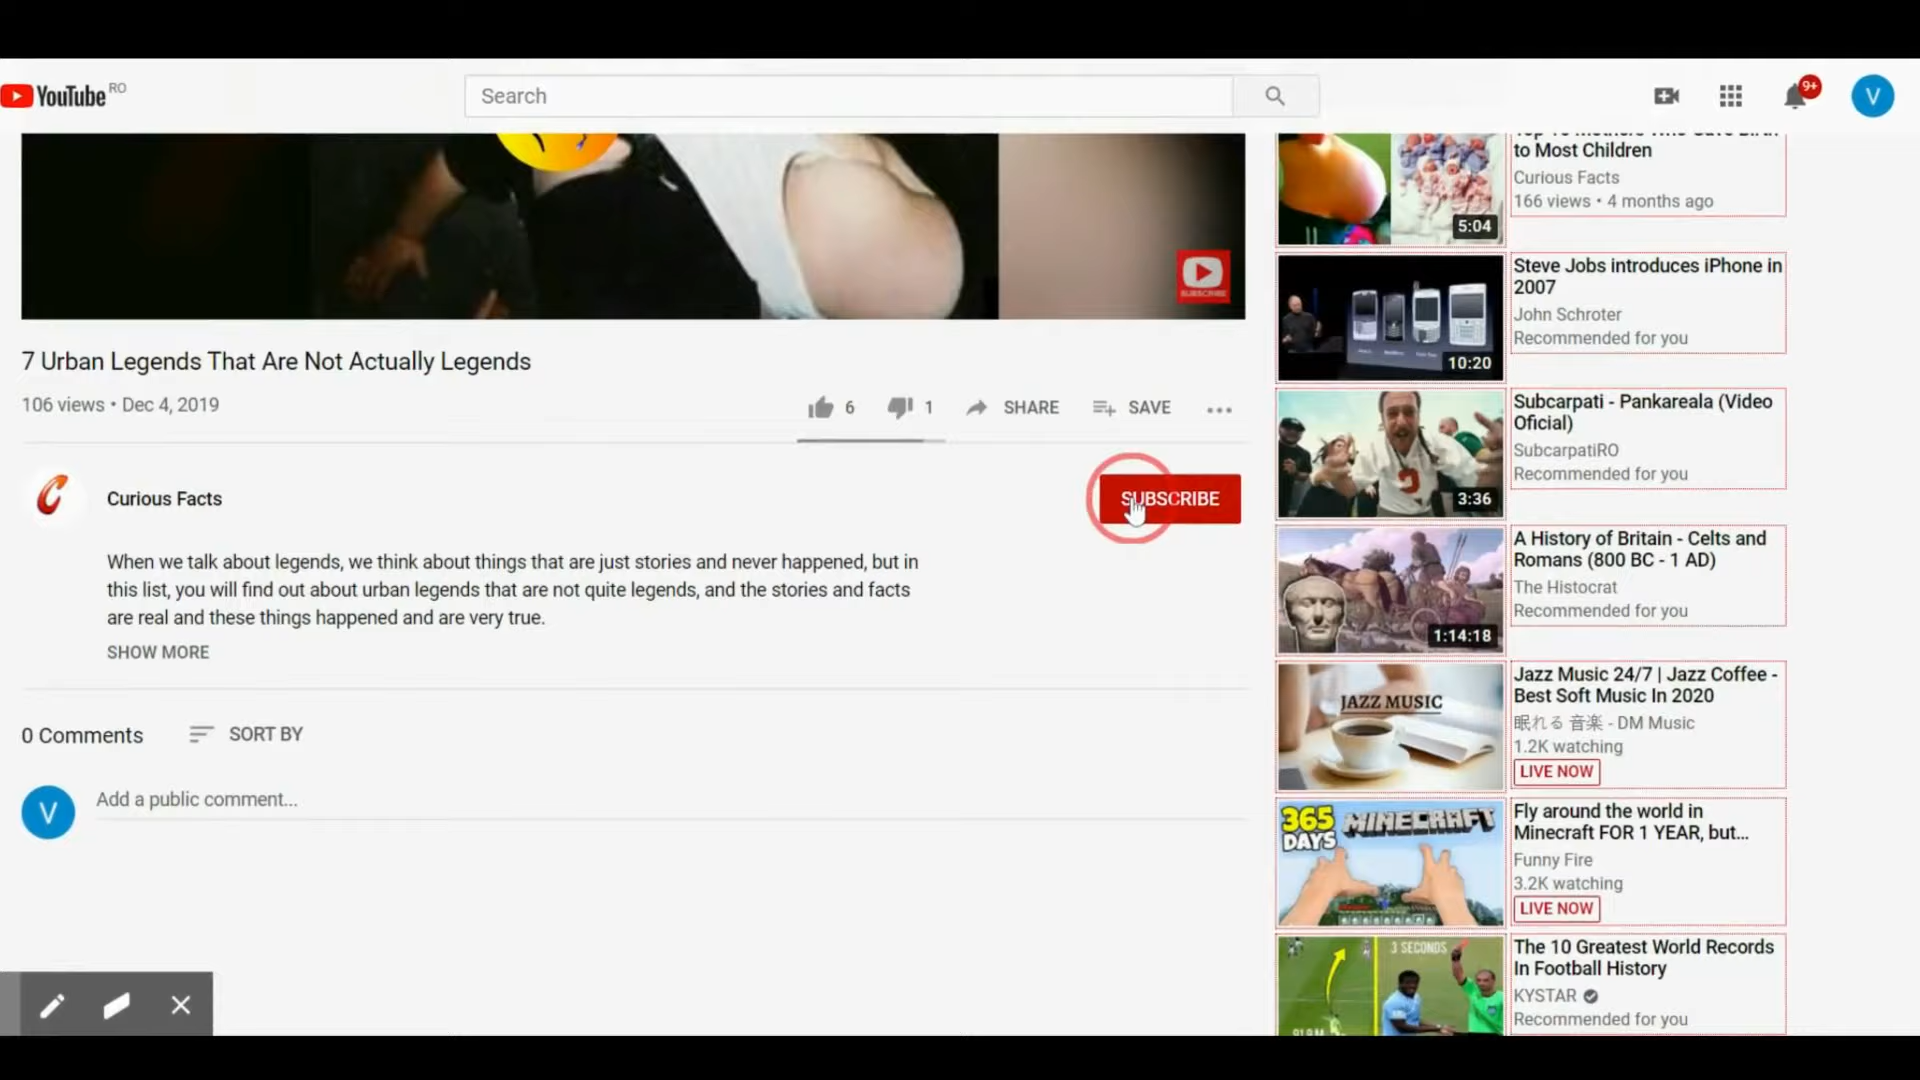 YouTube RO
Search
9+
V
SUBSCRIBE
7 Urban Legends That Are Not Actually Legends
106 views • Dec 4, 2019
6
1
SHARE
SAVE
Curious Facts
SUBSCRIBE
When we talk about legends, we think about things that are just stories and never happened, but in
this list, you will find out about urban legends that are not quite legends, and the stories and facts
are real and these things happened and are very true.
SHOW MORE
0 Comments
SORT BY
V
Add a public comment...
to Most Children
Curious Facts
166 views • 4 months ago
5:04
Steve Jobs introduces iPhone in
2007
John Schroter
Recommended for you
10:20
Subcarpati - Pankareala (Video
Oficial)
SubcarpatiRO
Recommended for you
3:36
A History of Britain - Celts and
Romans (800 BC - 1 AD)
The Histocrat
Recommended for you
1:14:18
JAZZ MUSIC
Jazz Music 24/7 | Jazz Coffee -
Best Soft Music In 2020
眠れる 音楽 - DM Music
1.2K watching
LIVE NOW
365
DAYS
MINECRAFT
Fly around the world in
Minecraft FOR 1 YEAR, but...
Funny Fire
3.2K watching
LIVE NOW
3 SECONDS
The 10 Greatest World Records
In Football History
KYSTAR
Recommended for you